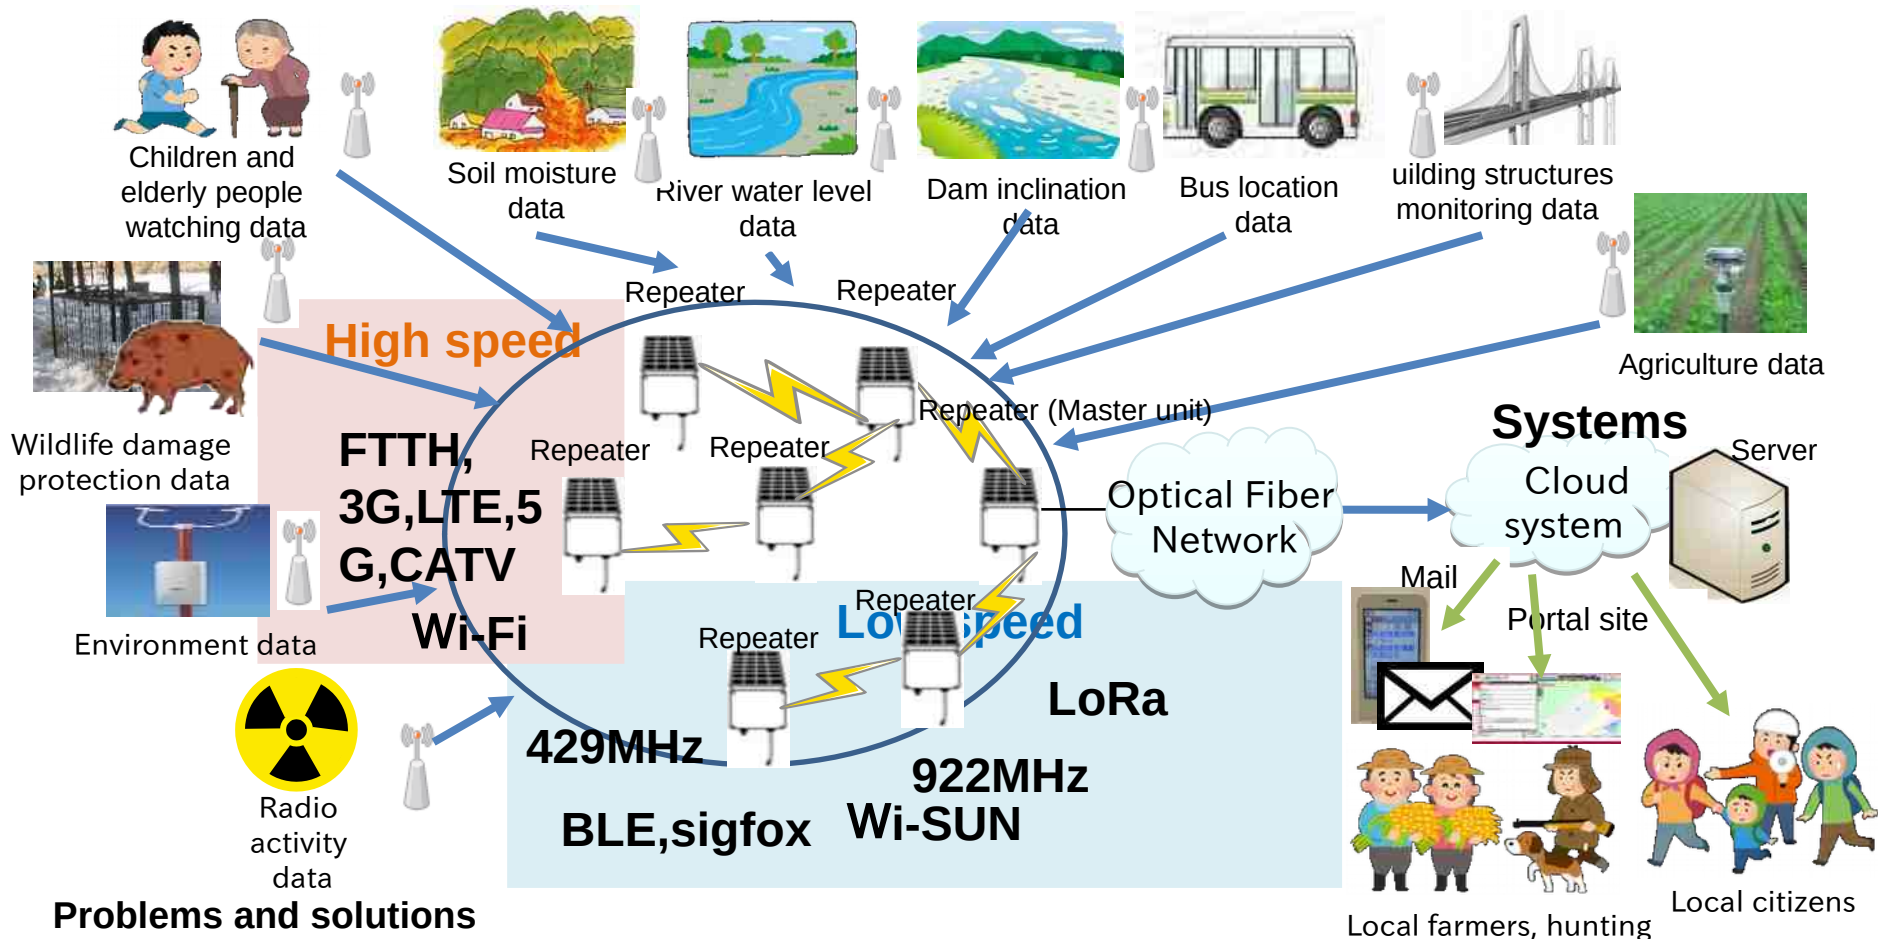 Children and
elderly people
watching data
Soil moisture
data
River water level
data
Dam inclination
data
Bus location
data
uilding structures
monitoring data
Agriculture data
Wildlife damage
protection data
Environment data
Radio
activity
data
High speed
FTTH,
3G,LTE,5
G,CATV
Wi-Fi
Repeater
Repeater
Repeater (Master unit)
Repeater
Repeater
Repeater
Repeater
Low speed
LoRa
429MHz
922MHz
BLE,sigfox
Wi-SUN
Optical Fiber
Network
Systems
Cloud
system
Server
Mail
Portal site
Local farmers, hunting
Local citizens
Problems and solutions